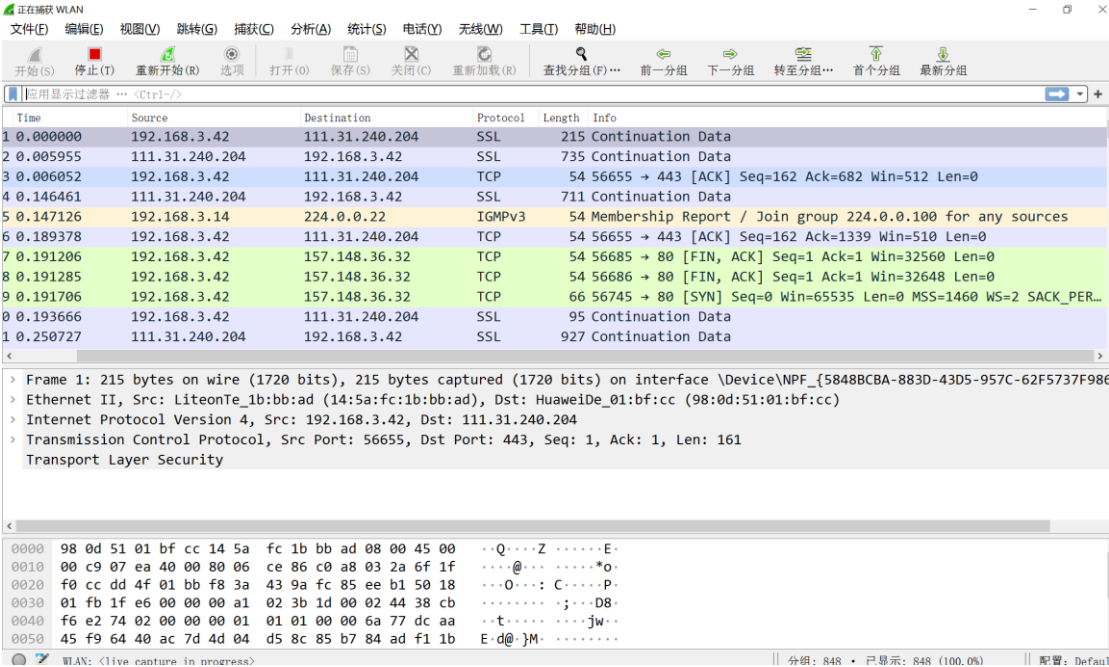 正在捕获 WLAN
文件(F) 编辑(E) 视图(V) 跳转(G) 捕获(C) 分析(A) 统计(S) 电话(Y) 无线(W) 工具(T) 帮助(H)
开始(S) 停止(T) 重新开始(R) 选项 打开(O) 保存(S) 关闭(C) 重新加载(R) 查找分组(F)… 前一分组 下一分组 转至分组… 首个分组 最新分组
应用显示过滤器 … <Ctrl-/>
Time Source Destination Protocol Length Info
1 0.000000 192.168.3.42 111.31.240.204 SSL 215 Continuation Data
2 0.005955 111.31.240.204 192.168.3.42 SSL 735 Continuation Data
3 0.006052 192.168.3.42 111.31.240.204 TCP 54 56655 → 443 [ACK] Seq=162 Ack=682 Win=512 Len=0
4 0.146461 111.31.240.204 192.168.3.42 SSL 711 Continuation Data
5 0.147126 192.168.3.14 224.0.0.22 IGMPv3 54 Membership Report / Join group 224.0.0.100 for any sources
6 0.189378 192.168.3.42 111.31.240.204 TCP 54 56655 → 443 [ACK] Seq=162 Ack=1339 Win=510 Len=0
7 0.191206 192.168.3.42 157.148.36.32 TCP 54 56685 → 80 [FIN, ACK] Seq=1 Ack=1 Win=32560 Len=0
8 0.191285 192.168.3.42 157.148.36.32 TCP 54 56686 → 80 [FIN, ACK] Seq=1 Ack=1 Win=32648 Len=0
9 0.191706 192.168.3.42 157.148.36.32 TCP 66 56745 → 80 [SYN] Seq=0 Win=65535 Len=0 MSS=1460 WS=2 SACK_PER…
0 0.193666 192.168.3.42 111.31.240.204 SSL 95 Continuation Data
1 0.250727 111.31.240.204 192.168.3.42 SSL 927 Continuation Data
> Frame 1: 215 bytes on wire (1720 bits), 215 bytes captured (1720 bits) on interface \Device\NPF_{5848BCBA-883D-43D5-957C-62F5737F986
> Ethernet II, Src: LiteonTe_1b:bb:ad (14:5a:fc:1b:bb:ad), Dst: HuaweiDe_01:bf:cc (98:0d:51:01:bf:cc)
> Internet Protocol Version 4, Src: 192.168.3.42, Dst: 111.31.240.204
> Transmission Control Protocol, Src Port: 56655, Dst Port: 443, Seq: 1, Ack: 1, Len: 161
Transport Layer Security
0000 98 0d 51 01 bf cc 14 5a fc 1b bb ad 08 00 45 00 ··Q····Z ······E·
0010 00 c9 07 ea 40 00 80 06 ce 86 c0 a8 03 2a 6f 1f ····@··· ·····*o·
0020 f0 cc dd 4f 01 bb f8 3a 43 9a fc 85 ee b1 50 18 ···O···: C·····P·
0030 01 fb 1f e6 00 00 00 a1 02 3b 1d 00 02 44 38 cb ········ ·;···D8·
0040 f6 e2 74 02 00 00 00 01 01 01 00 00 6a 77 dc aa ··t····· ····jw··
0050 45 f9 64 40 ac 7d 4d 04 d5 8c 85 b7 84 ad f1 1b E·d@·}M· ········
WLAN: <live capture in progress> 分组: 848 · 已显示: 848 (100.0%) 配置: Defaul